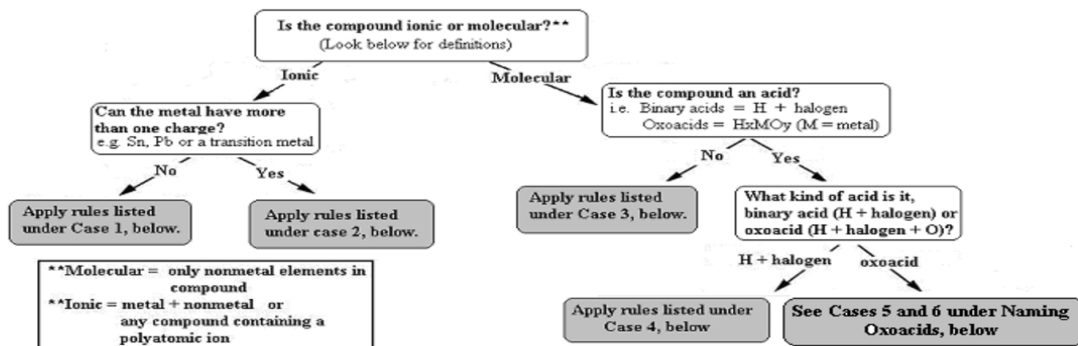 Is the compound ionic or molecular?**
(Look below for definitions)
Ionic
Molecular
Can the metal have more
than one charge?
e.g. Sn, Pb or a transition metal
Is the compound an acid?
i.e. Binary acids = H + halogen
Oxoacids = HxMOy (M = metal)
No
Yes
No
Yes
Apply rules listed
under Case 1, below.
Apply rules listed
under case 2, below.
Apply rules listed
under Case 3, below.
What kind of acid is it,
binary acid (H + halogen) or
oxoacid (H + halogen + O)?
H + halogen
oxoacid
**Molecular = only nonmetal elements in
compound
**Ionic = metal + nonmetal or
any compound containing a
polyatomic ion
Apply rules listed under
Case 4, below
See Cases 5 and 6 under Naming
Oxoacids, below